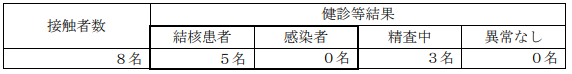 接触者数 健診等結果
結核患者 感染者 精査中 異常なし
８名 ５名 ０名 ３名 ０名